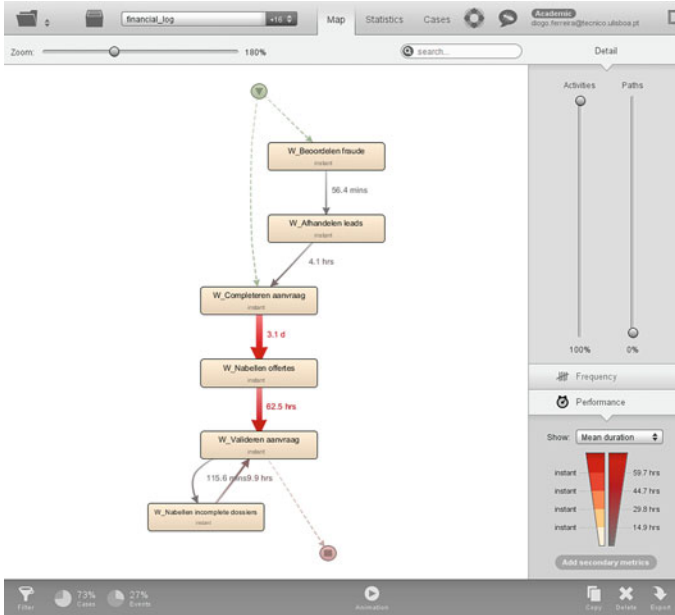 financial_log
+16
Map
Statistics
Cases
Academic
diogo.ferreira@tecnico.ulisboa.pt
Zoom:
180%
search...
Detail
Activities
Paths
W_Beoordelen fraude
instant
56.4 mins
W_Afhandelen leads
instant
4.1 hrs
W_Completeren aanvraag
instant
3.1 d
W_Nabellen offertes
instant
62.5 hrs
W_Valideren aanvraag
instant
115.6 mins
9.9 hrs
W_Nabellen incomplete dossiers
instant
100%
0%
Frequency
Performance
Show:
Mean duration
instant
59.7 hrs
instant
44.7 hrs
instant
29.8 hrs
instant
14.9 hrs
Add secondary metrics
Filter
73%
Cases
27%
Events
Animation
Copy
Delete
Export